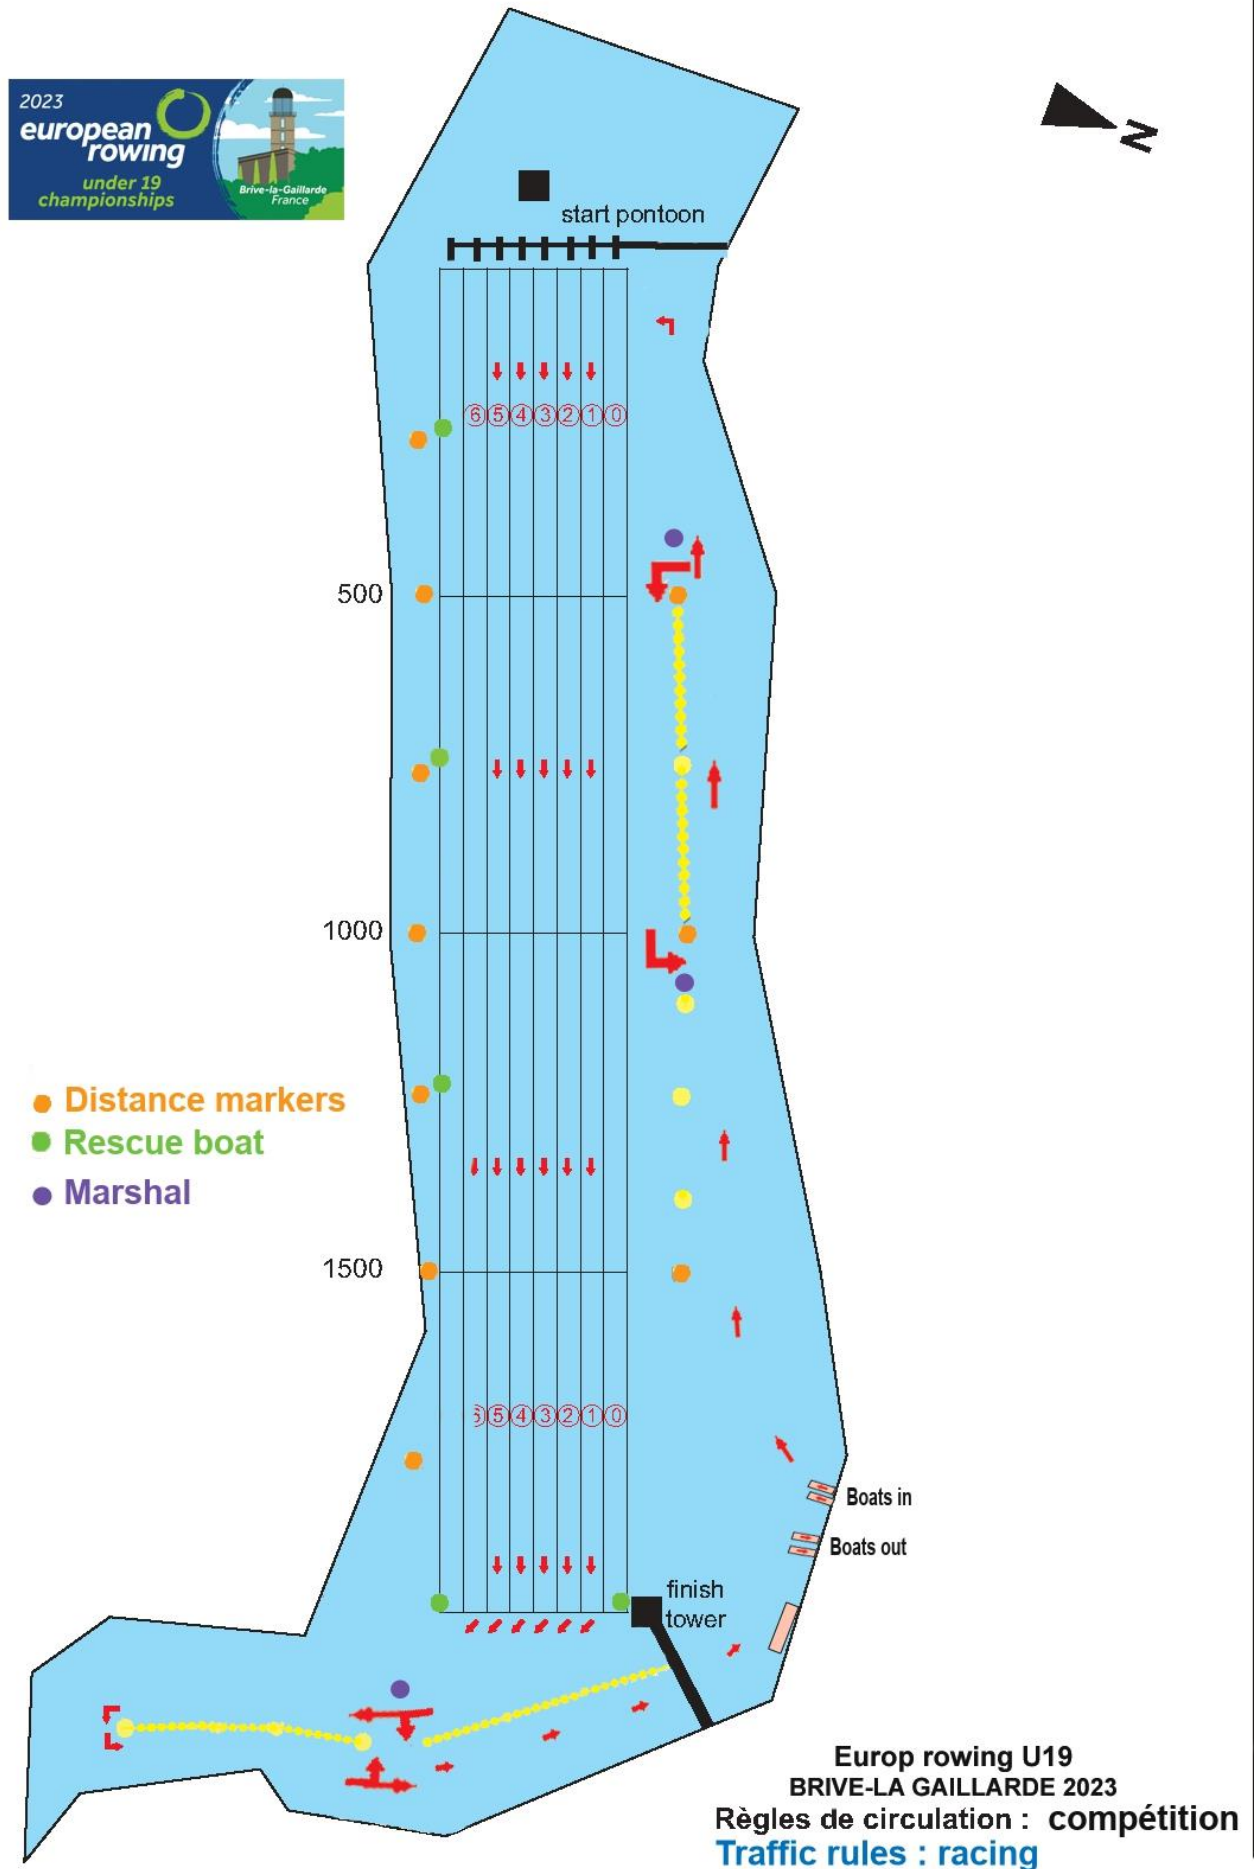 2023
european
rowing
under 19
championships
Brive-la-Gaillarde
France
N
start pontoon
6 5 4 3 2 1 0
500
1000
Distance markers
Rescue boat
Marshal
1500
5 4 3 2 1 0
Boats in
Boats out
finish
tower
Europ rowing U19
BRIVE-LA GAILLARDE 2023
Règles de circulation : compétition
Traffic rules : racing